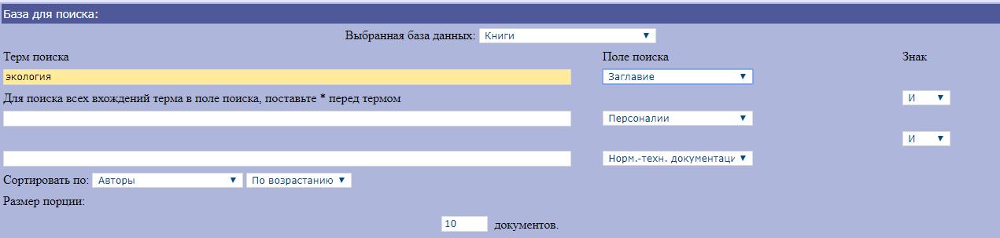 База для поиска:
Выбранная база данных: Книги
Терм поиска Поле поиска Знак
экология Заглавие
Для поиска всех вхождений терма в поле поиска, поставьте * перед термом И
Персоналии
И
Норм.-техн. документаци
Сортировать по: Авторы По возрастанию
Размер порции:
10 документов.